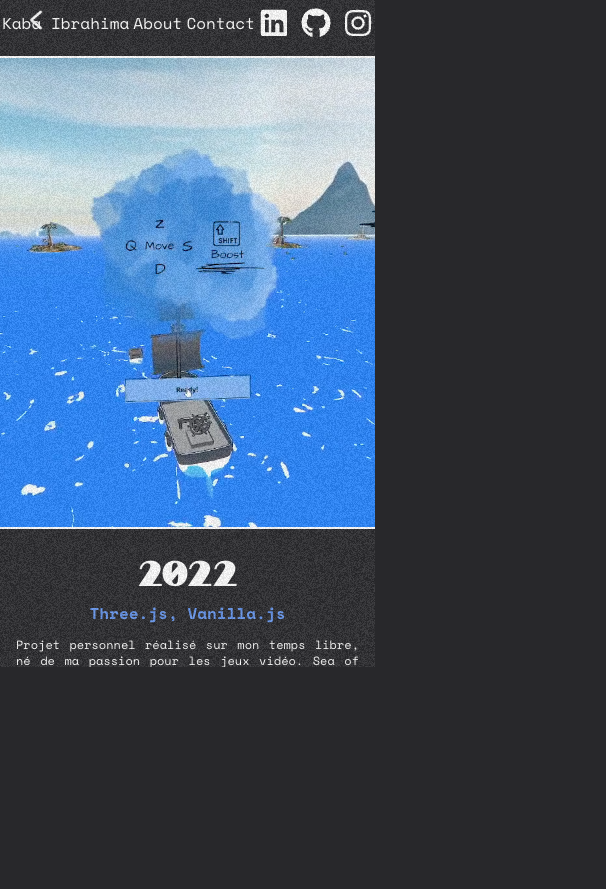 Kaba Ibrahima About Contact
Z
Q Move S
D
SHIFT
Boost
Ready!
2022
Three.js, Vanilla.js
Projet personnel réalisé sur mon temps libre,
né de ma passion pour les jeux vidéo. Sea of